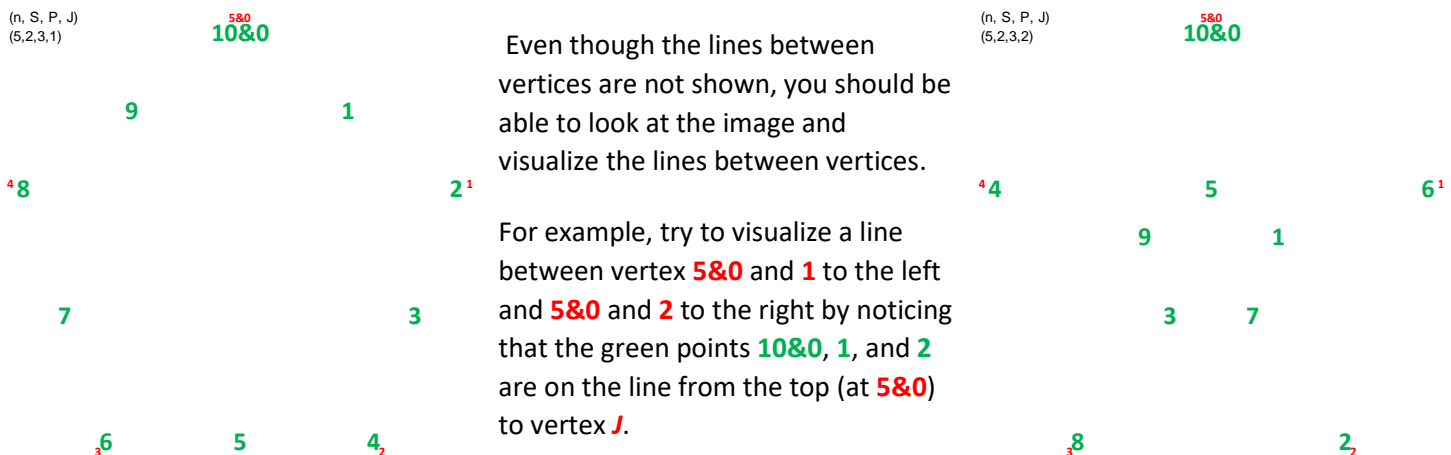 (n, S, P, J)
(5,2,3,1)
5&0
10&0
9 1
4 8 2 1
7 3
3 6 5 4 2
Even though the lines between
vertices are not shown, you should be
able to look at the image and
visualize the lines between vertices.
For example, try to visualize a line
between vertex 5&0 and 1 to the left
and 5&0 and 2 to the right by noticing
that the green points 10&0, 1, and 2
are on the line from the top (at 5&0)
to vertex J.
(n, S, P, J)
(5,2,3,2)
5&0
10&0
4 4 5 6 1
9 1
3 7
3 8 2 2